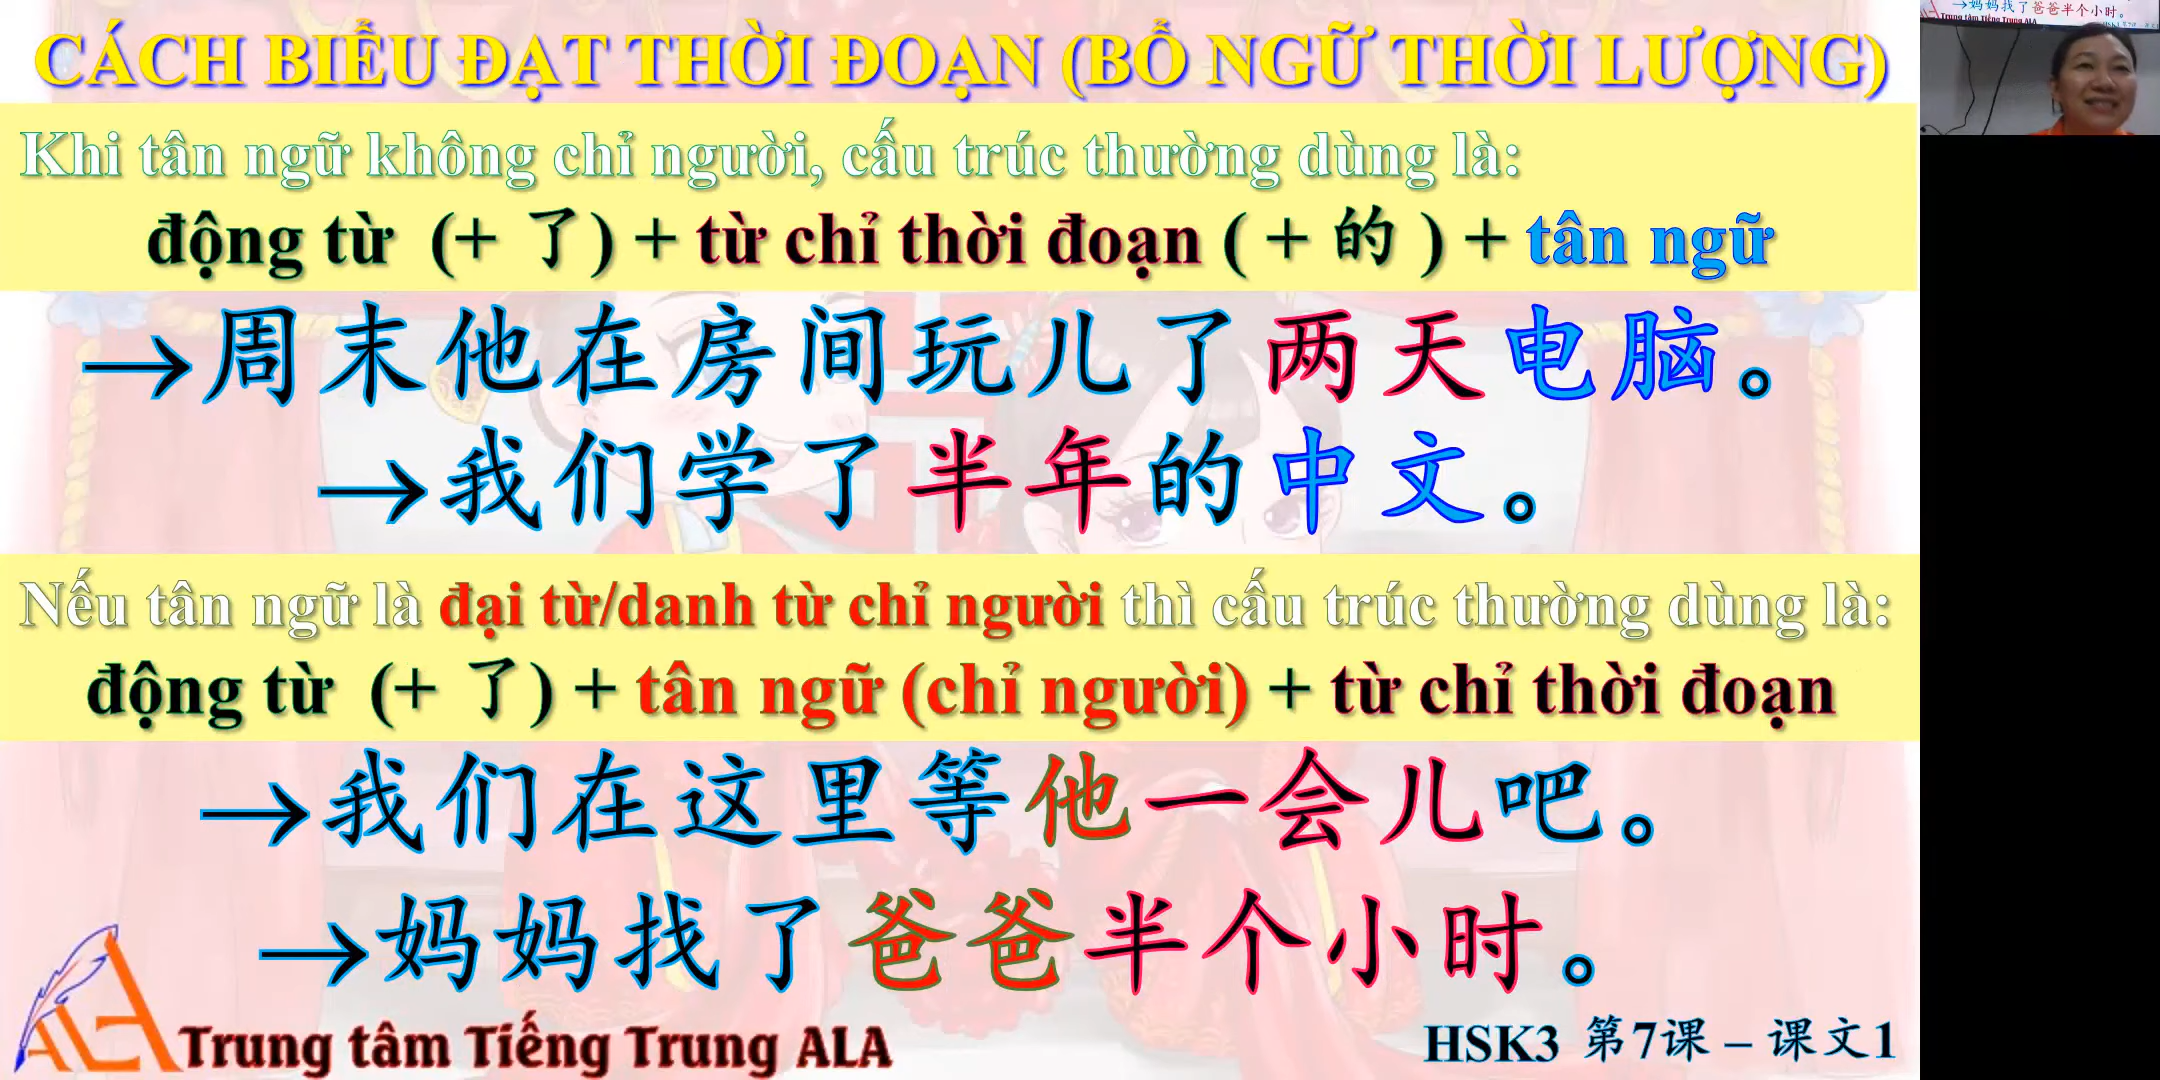 CÁCH BIỂU ĐẠT THỜI ĐOẠN (BỔ NGỮ THỜI LƯỢNG)
Khi tân ngữ không chỉ người, cấu trúc thường dùng là:
động từ (+ 了) + từ chỉ thời đoạn ( + 的 ) + tân ngữ
→周末他在房间玩儿了两天电脑。
→我们学了半年的中文。
Nếu tân ngữ là đại từ/danh từ chỉ người thì cấu trúc thường dùng là:
động từ (+ 了) + tân ngữ (chỉ người) + từ chỉ thời đoạn
→我们在这里等他一会儿吧。
→妈妈找了爸爸半个小时。
ALA Trung tâm Tiếng Trung ALA
HSK3 第7课 – 课文1
→妈妈找了爸爸半个小时。
Trung tâm Tiếng Trung ALA